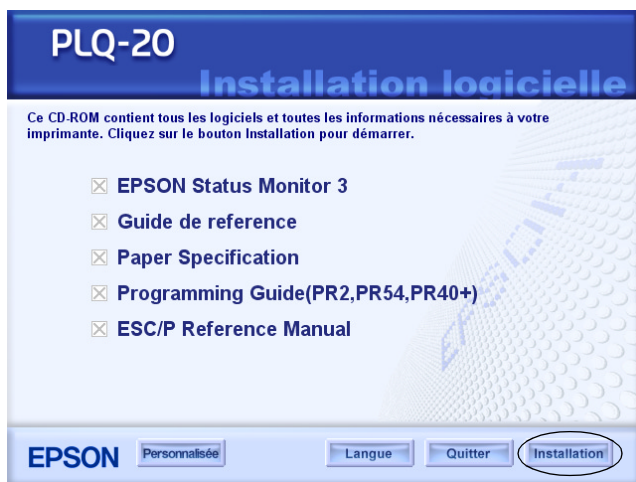 PLQ-20
Installation logicielle
Ce CD-ROM contient tous les logiciels et toutes les informations nécessaires à votre
imprimante. Cliquez sur le bouton Installation pour démarrer.
EPSON Status Monitor 3
Guide de reference
Paper Specification
Programming Guide(PR2,PR54,PR40+)
ESC/P Reference Manual
EPSON
EPSON
Personnalisée
Langue
Quitter
Installation